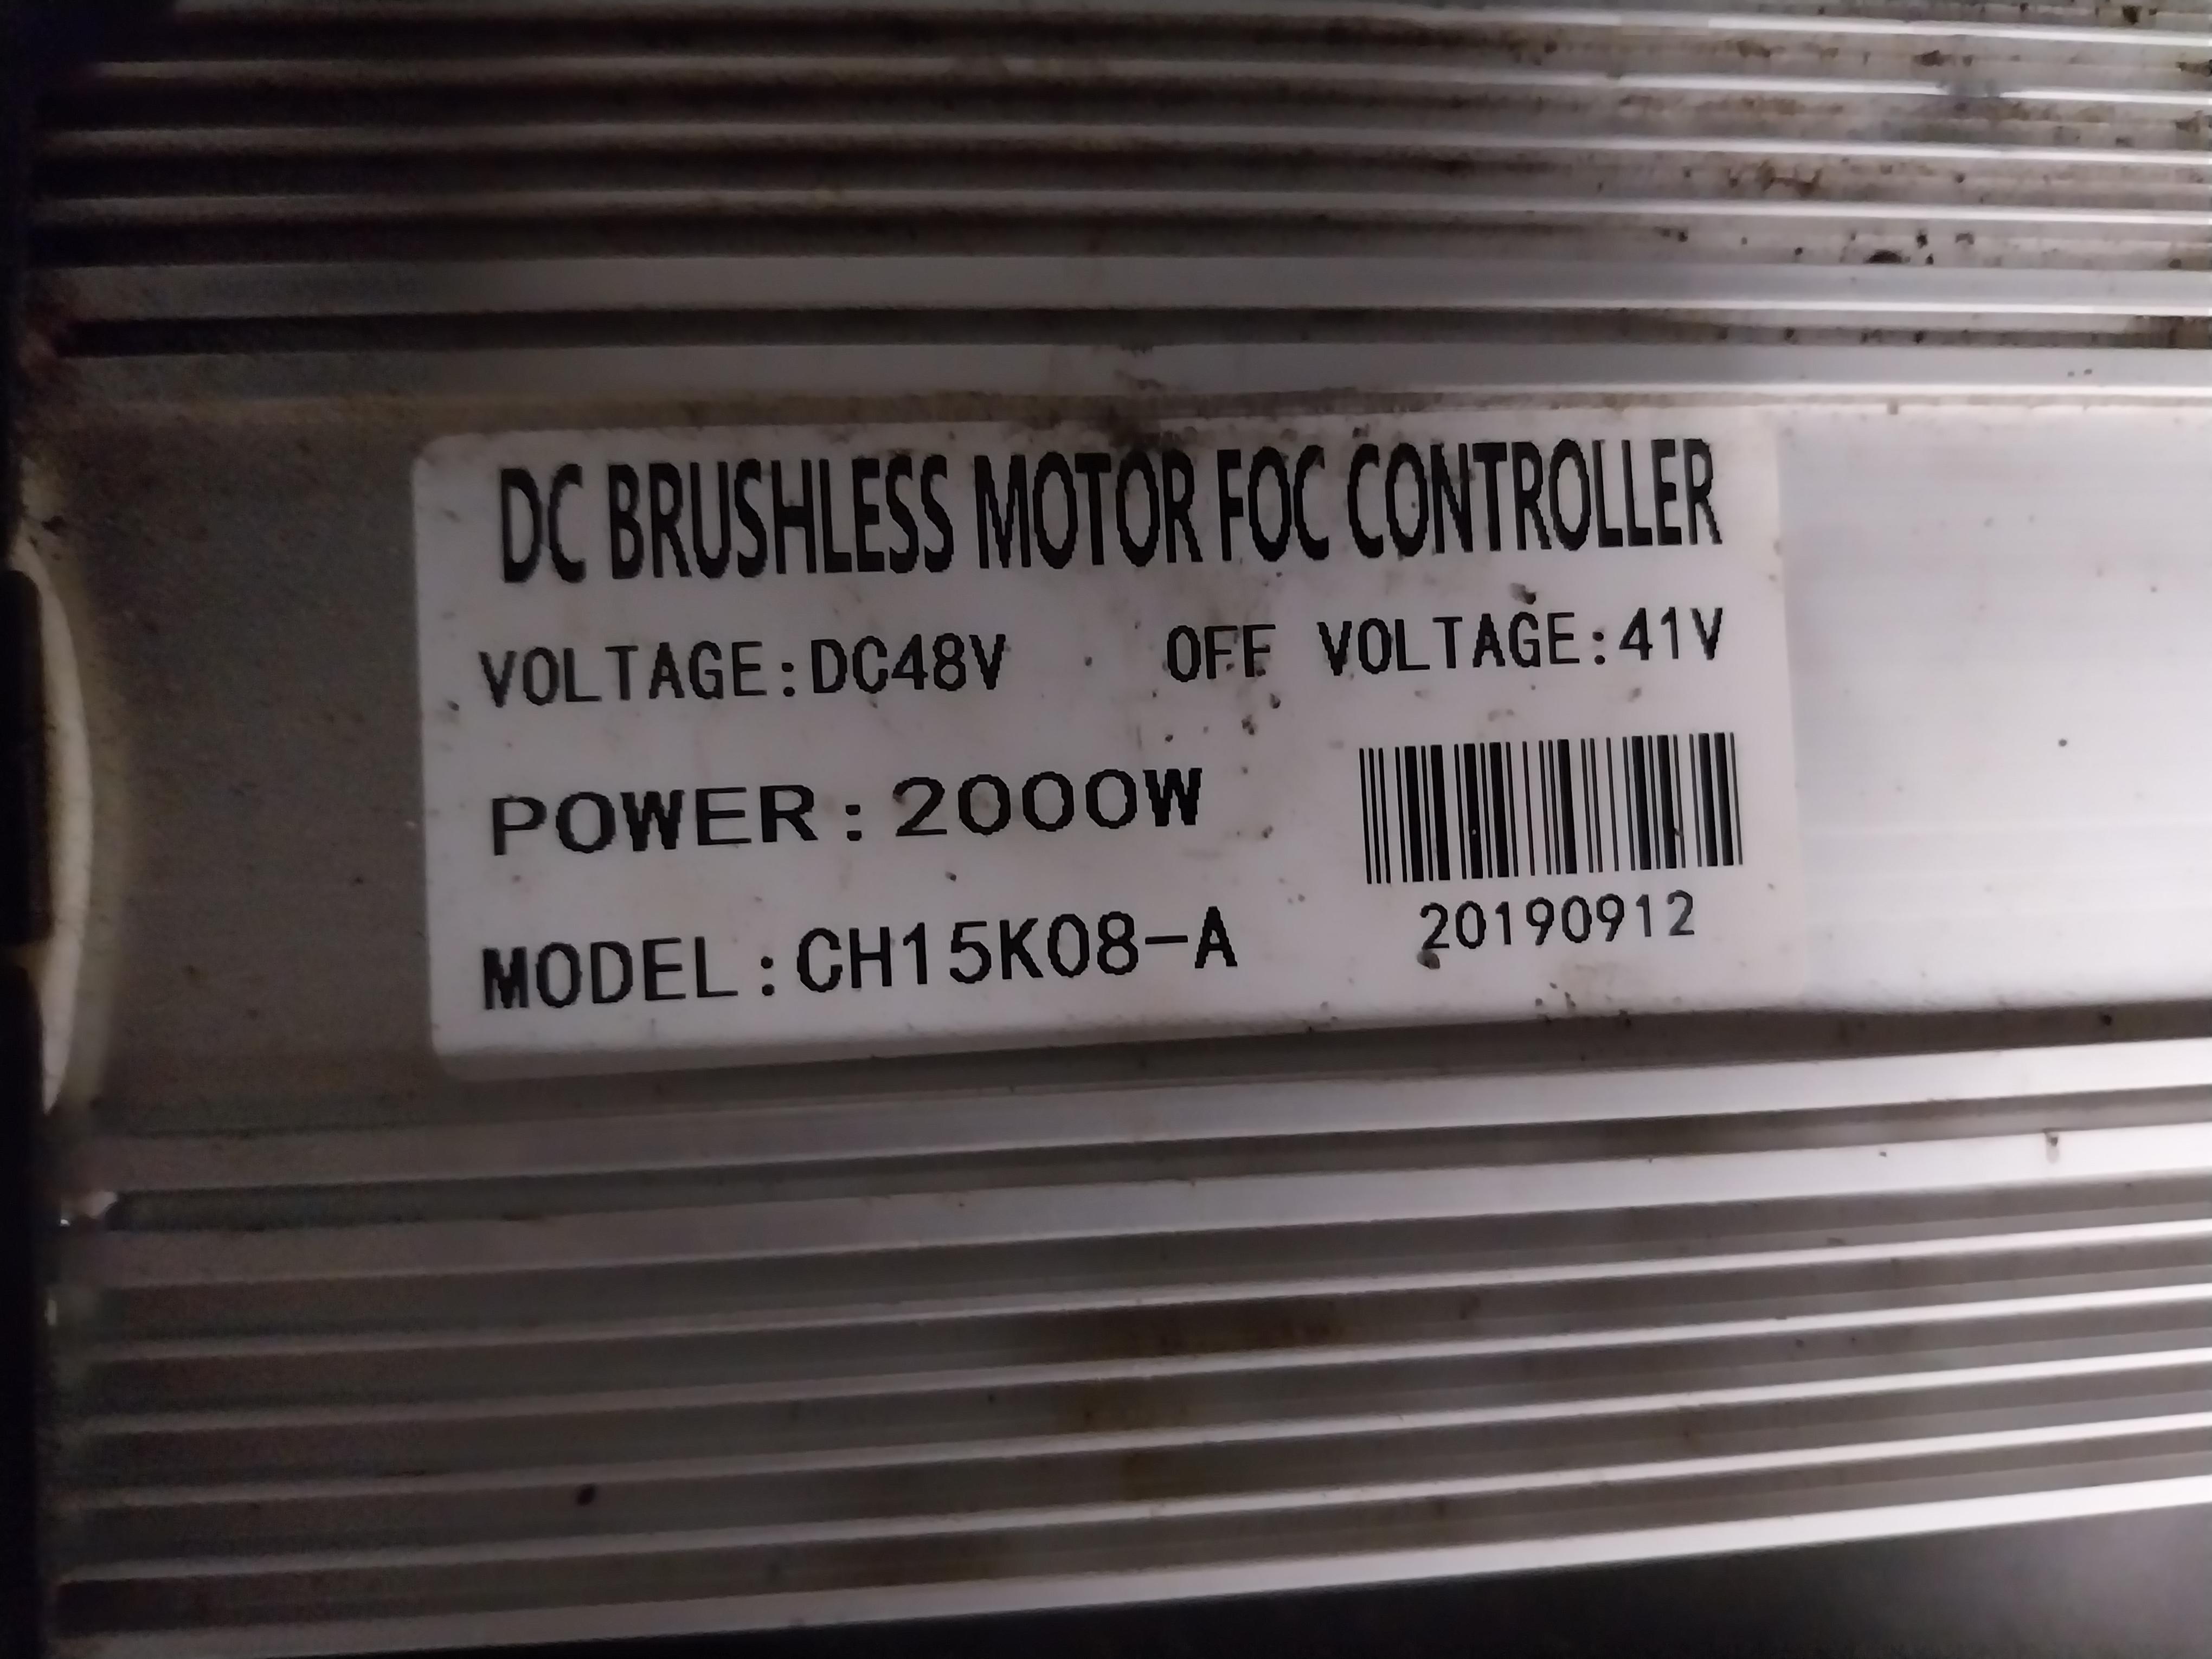 DC BRUSHLESS MOTOR FOC CONTROLLER
VOLTAGE:DC48V OFF VOLTAGE:41V
POWER:2000W
MODEL:CH15K08-A
20190912